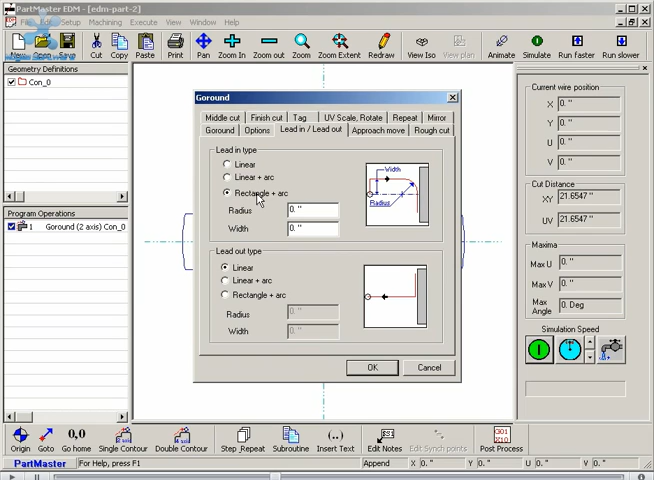 PartMaster EDM - [edm-part-2]
File Edit Setup Machining Execute View Window Help
New Save Cut Copy Paste Print Pan Zoom In Zoom out Zoom Zoom Extent Redraw View Iso View plan Animate Simulate Run faster Run slower
Geometry Definitions
Con_0
Program Operations
1 Goround (2 axis) Con_0
Goround
Middle cut Finish cut Tag UV Scale, Rotate Repeat Mirror
Goround Options Lead in / Lead out Approach move Rough cut
Lead in type
Linear
Linear + arc
Rectangle + arc
Radius 0. "
Width 0. "
Width
Radius
Lead out type
Linear
Linear + arc
Rectangle + arc
Radius 0. "
Width 0. "
OK Cancel
Current wire position
X 0. "
Y 0. "
U 0. "
V 0. "
Cut Distance
XY 21.6547 "
UV 21.6547 "
Maxima
Max U 0. "
Max V 0. "
Max Angle 0. Deg
Simulation Speed
0,0 (..) $S1 G01 X10
Origin Goto Go home Single Contour Double Contour Step_Repeat Subroutine Insert Text Edit Notes Edit Synch points Post Process
PartMaster For Help, press F1 Append X 0. " Y 0. " U 0. " V 0. "